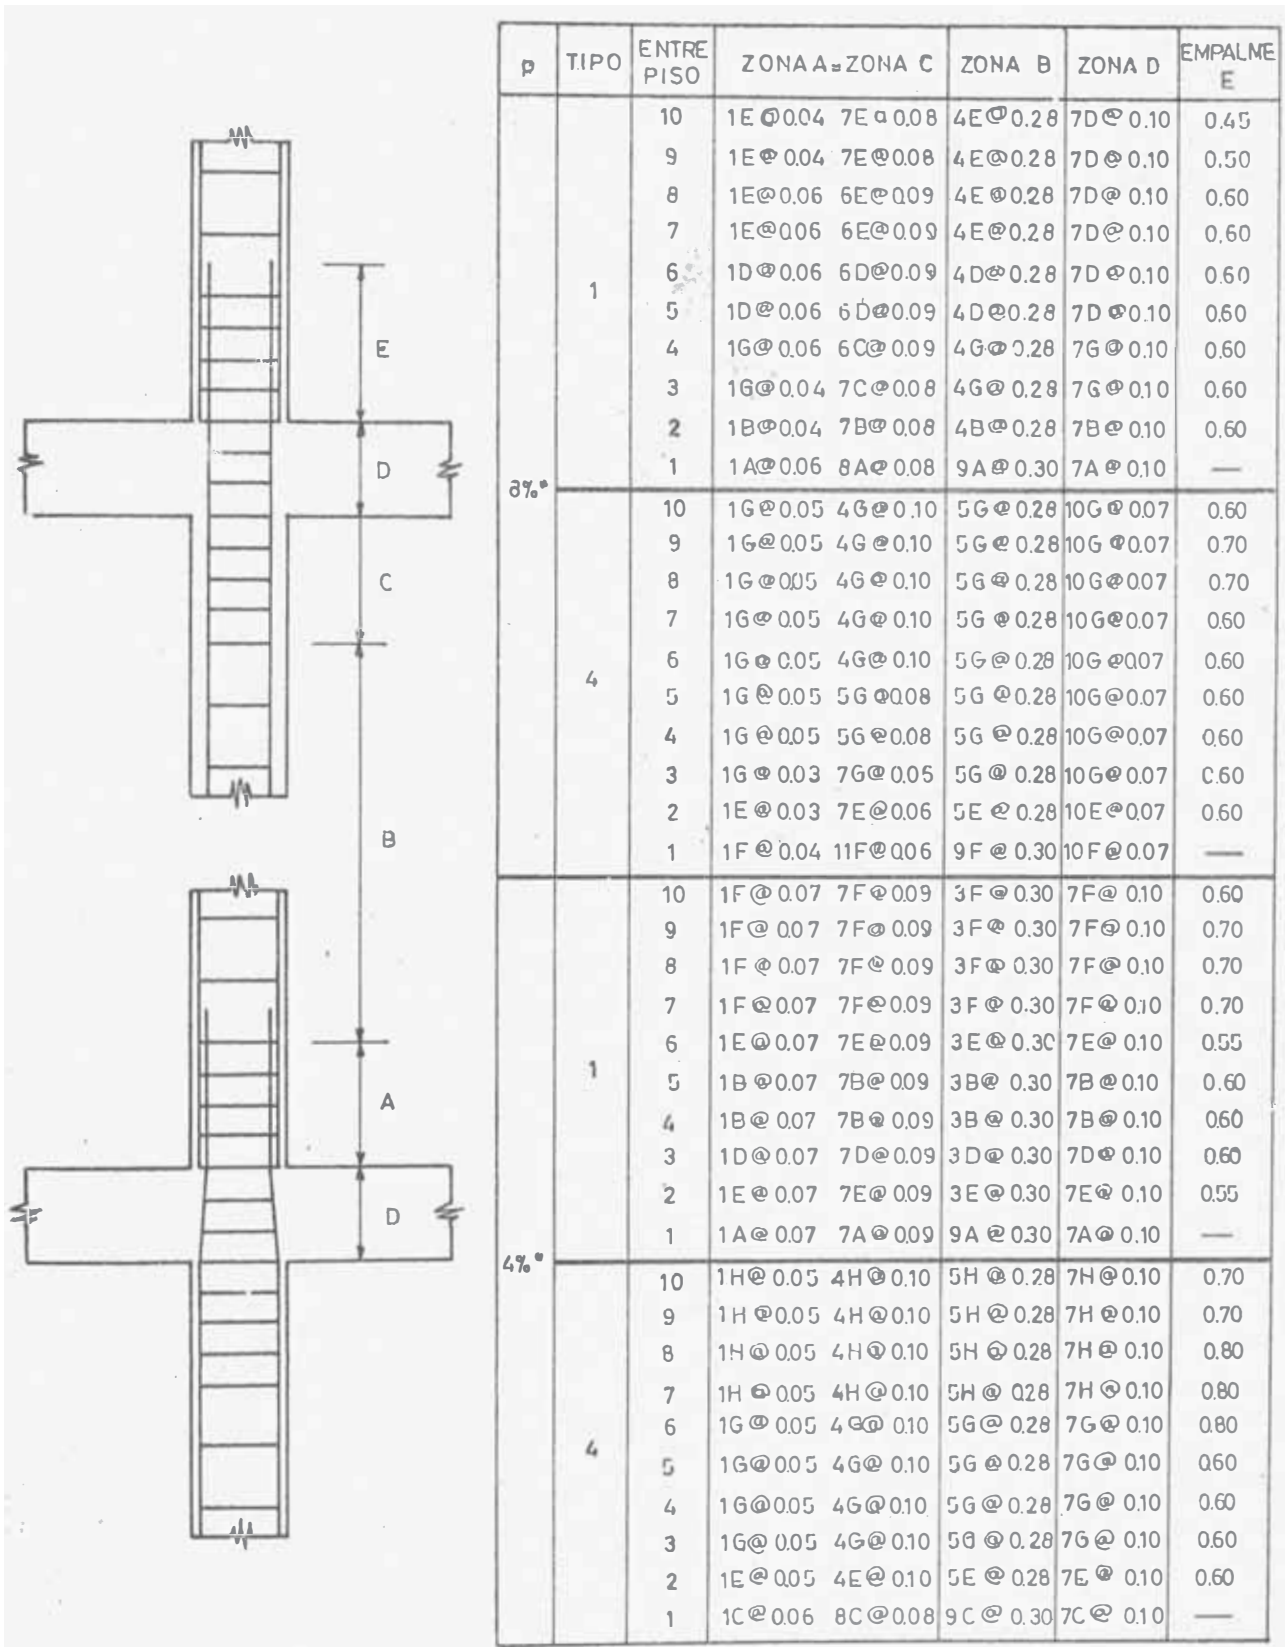 p TIPO ENTRE PISO ZONA A=ZONA C ZONA B ZONA D EMPALME E
10 1E@0.04 7E@0.08 4E@0.28 7D@0.10 0.45
9 1E@0.04 7E@0.08 4E@0.28 7D@0.10 0.50
8 1E@0.06 6E@0.09 4E@0.28 7D@0.10 0.60
7 1E@0.06 6E@0.09 4E@0.28 7D@0.10 0.60
6 1D@0.06 6D@0.09 4D@0.28 7D@0.10 0.60
1
5 1D@0.06 6D@0.09 4D@0.28 7D@0.10 0.60
4 1G@0.06 6C@0.09 4G@0.28 7G@0.10 0.60
3 1G@0.04 7C@0.08 4G@0.28 7G@0.10 0.60
2 1B@0.04 7B@0.08 4B@0.28 7B@0.10 0.60
1 1A@0.06 8A@0.08 9A@0.30 7A@0.10 —
8%*
10 1G@0.05 4G@0.10 5G@0.28 10G@0.07 0.60
9 1G@0.05 4G@0.10 5G@0.28 10G@0.07 0.70
8 1G@0.05 4G@0.10 5G@0.28 10G@0.07 0.70
7 1G@0.05 4G@0.10 5G@0.28 10G@0.07 0.60
6 1G@0.05 4G@0.10 5G@0.28 10G@0.07 0.60
4
5 1G@0.05 5G@0.08 5G@0.28 10G@0.07 0.60
4 1G@0.05 5G@0.08 5G@0.28 10G@0.07 0.60
3 1G@0.03 7G@0.05 5G@0.28 10G@0.07 0.60
2 1E@0.03 7E@0.06 5E@0.28 10E@0.07 0.60
1 1F@0.04 11F@0.06 9F@0.30 10F@0.07 —
10 1F@0.07 7F@0.09 3F@0.30 7F@0.10 0.60
9 1F@0.07 7F@0.09 3F@0.30 7F@0.10 0.70
8 1F@0.07 7F@0.09 3F@0.30 7F@0.10 0.70
7 1F@0.07 7F@0.09 3F@0.30 7F@0.10 0.70
6 1E@0.07 7E@0.09 3E@0.30 7E@0.10 0.55
1
5 1B@0.07 7B@0.09 3B@0.30 7B@0.10 0.60
4 1B@0.07 7B@0.09 3B@0.30 7B@0.10 0.60
3 1D@0.07 7D@0.09 3D@0.30 7D@0.10 0.60
2 1E@0.07 7E@0.09 3E@0.30 7E@0.10 0.55
1 1A@0.07 7A@0.09 9A@0.30 7A@0.10 —
4%*
10 1H@0.05 4H@0.10 5H@0.28 7H@0.10 0.70
9 1H@0.05 4H@0.10 5H@0.28 7H@0.10 0.70
8 1H@0.05 4H@0.10 5H@0.28 7H@0.10 0.80
7 1H@0.05 4H@0.10 5H@0.28 7H@0.10 0.80
6 1G@0.05 4G@0.10 5G@0.28 7G@0.10 0.80
4
5 1G@0.05 4G@0.10 5G@0.28 7G@0.10 0.60
4 1G@0.05 4G@0.10 5G@0.28 7G@0.10 0.60
3 1G@0.05 4G@0.10 5G@0.28 7G@0.10 0.60
2 1E@0.05 4E@0.10 5E@0.28 7E@0.10 0.60
1 1C@0.06 8C@0.08 9C@0.30 7C@0.10 —
E
D
C
B
A
D